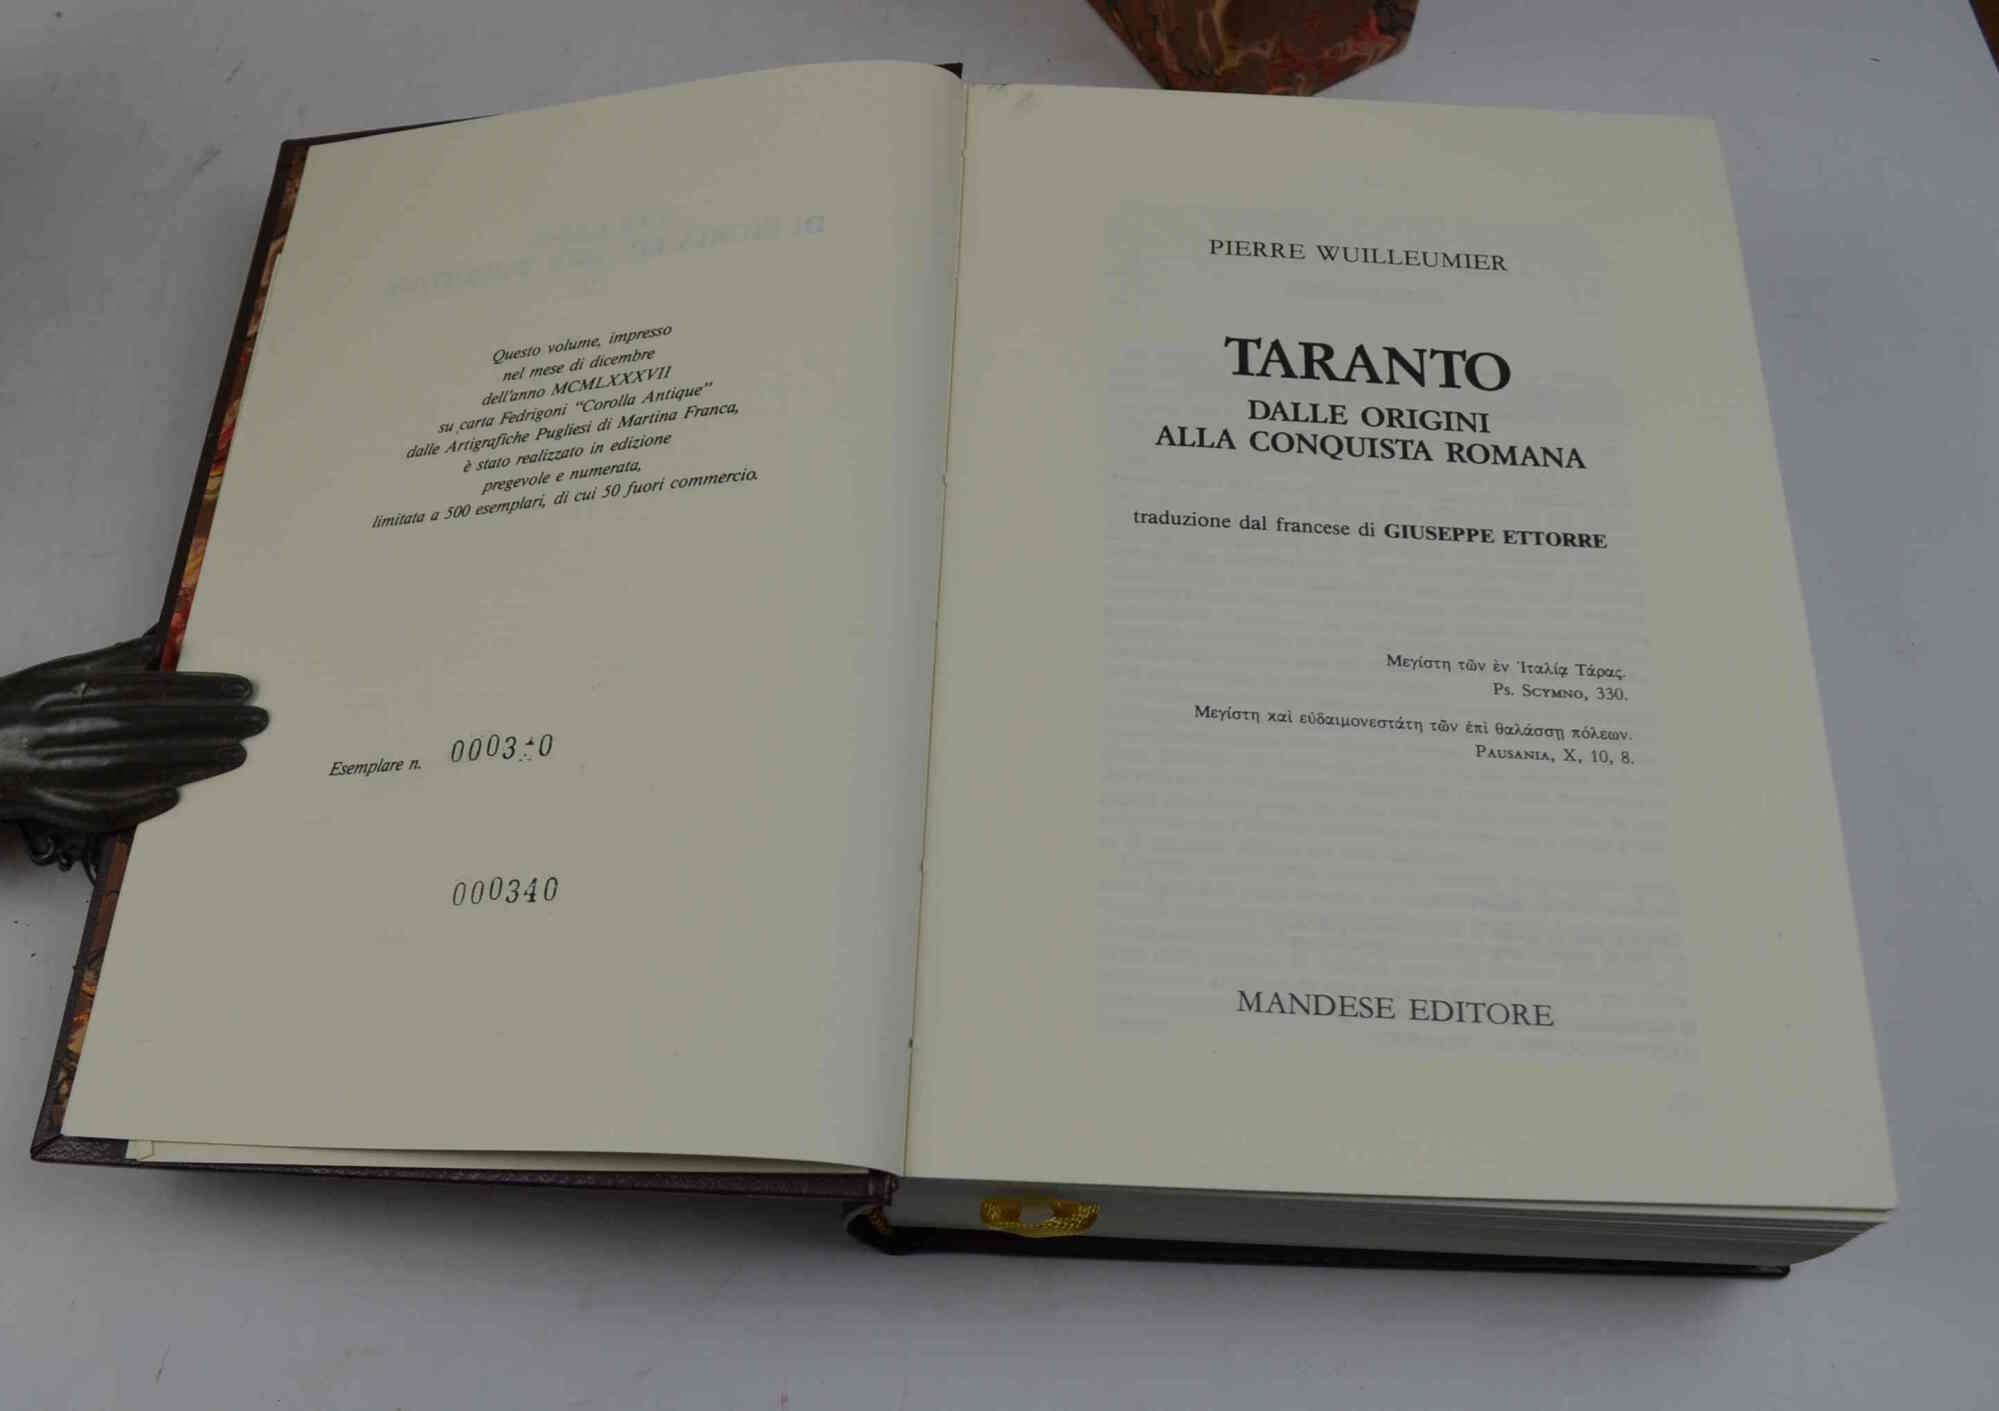 Questo volume, impresso
nel mese di dicembre
dell'anno MCMLXXXVII
su carta Fedrigoni “Corolla Antique”
dalle Artigrafiche Pugliesi di Martina Franca,
è stato realizzato in edizione
pregevole e numerata,
limitata a 500 esemplari, di cui 50 fuori commercio.
Esemplare n.
000340
PIERRE WUILLEUMIER
TARANTO
DALLE ORIGINI
ALLA CONQUISTA ROMANA
traduzione dal francese di GIUSEPPE ETTORRE
Μεγίστη τῶν ἐν Ἰταλίᾳ Τάρας.
Ps. Scymno, 330.
Μεγίστη καὶ εὐδαιμονεστάτη τῶν ἐπὶ θαλάσσῃ πόλεων.
Pausania, X, 10, 8.
MANDESE EDITORE